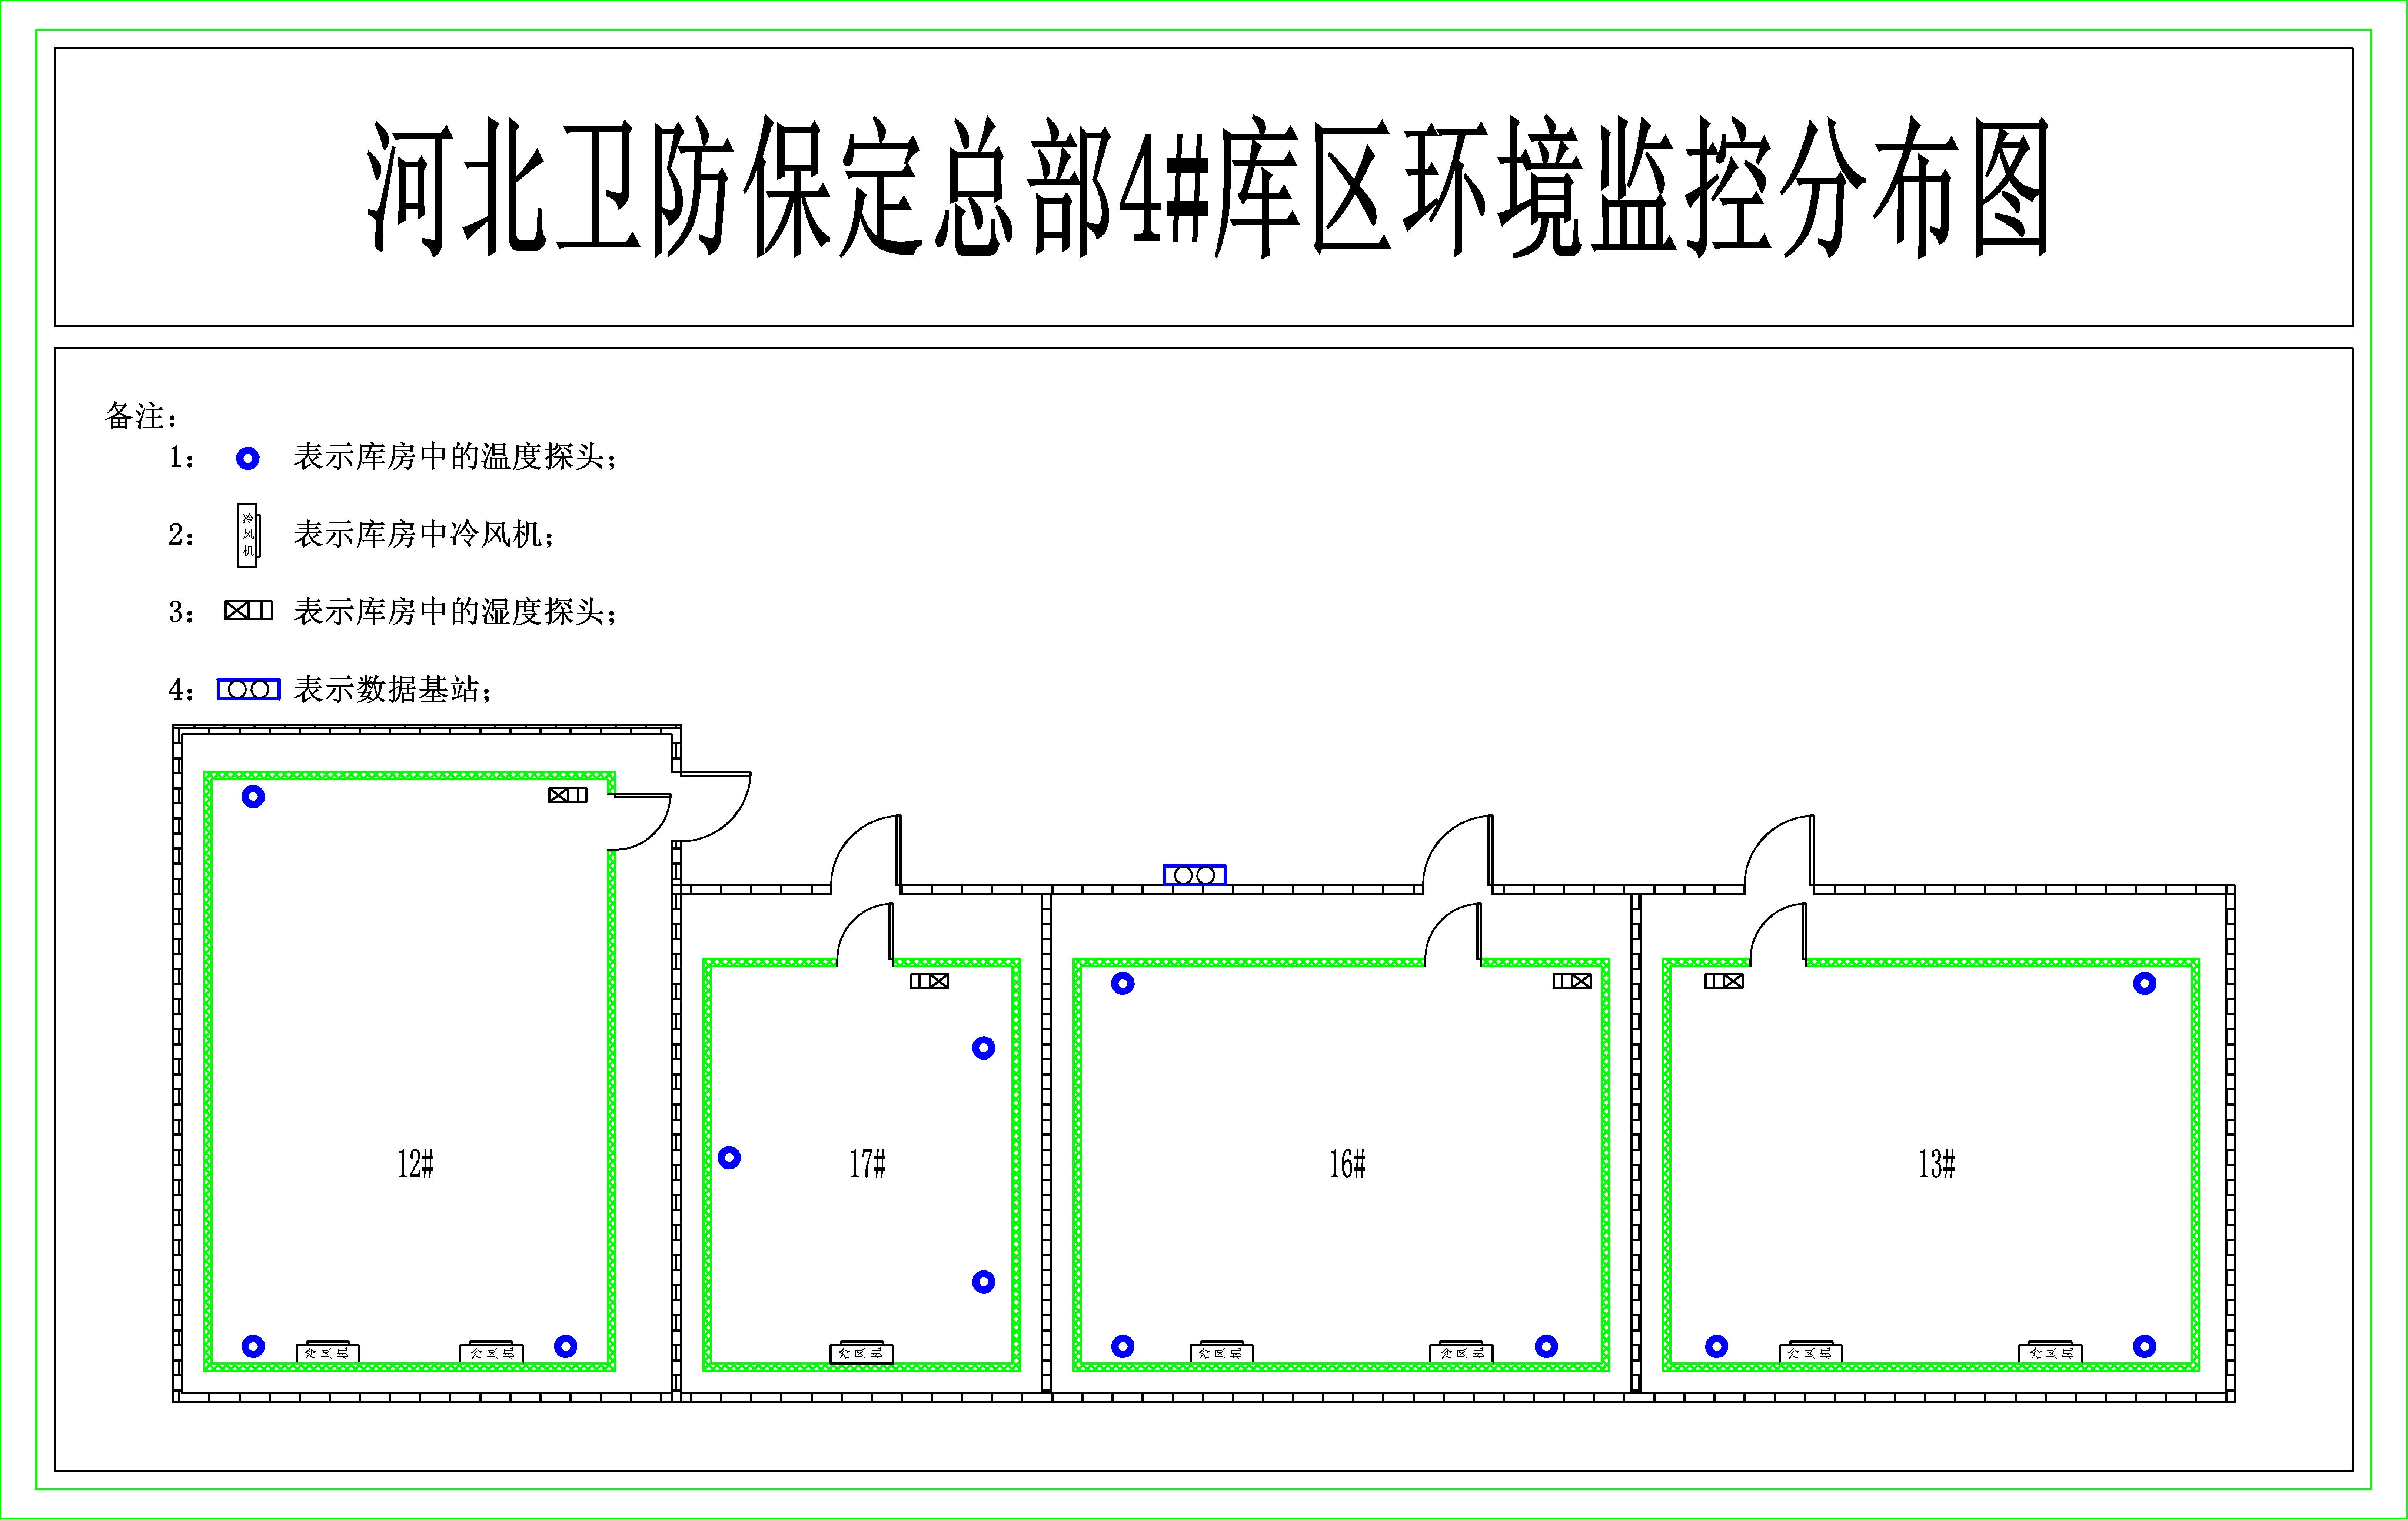 河北卫防保定总部4#库区环境监控分布图
备注:
1: 表示库房中的温度探头;
2: 冷风机 表示库房中冷风机;
3: 表示库房中的湿度探头;
4: 表示数据基站;
12#
17#
16#
13#
冷风机
冷风机
冷风机
冷风机
冷风机
冷风机
冷风机